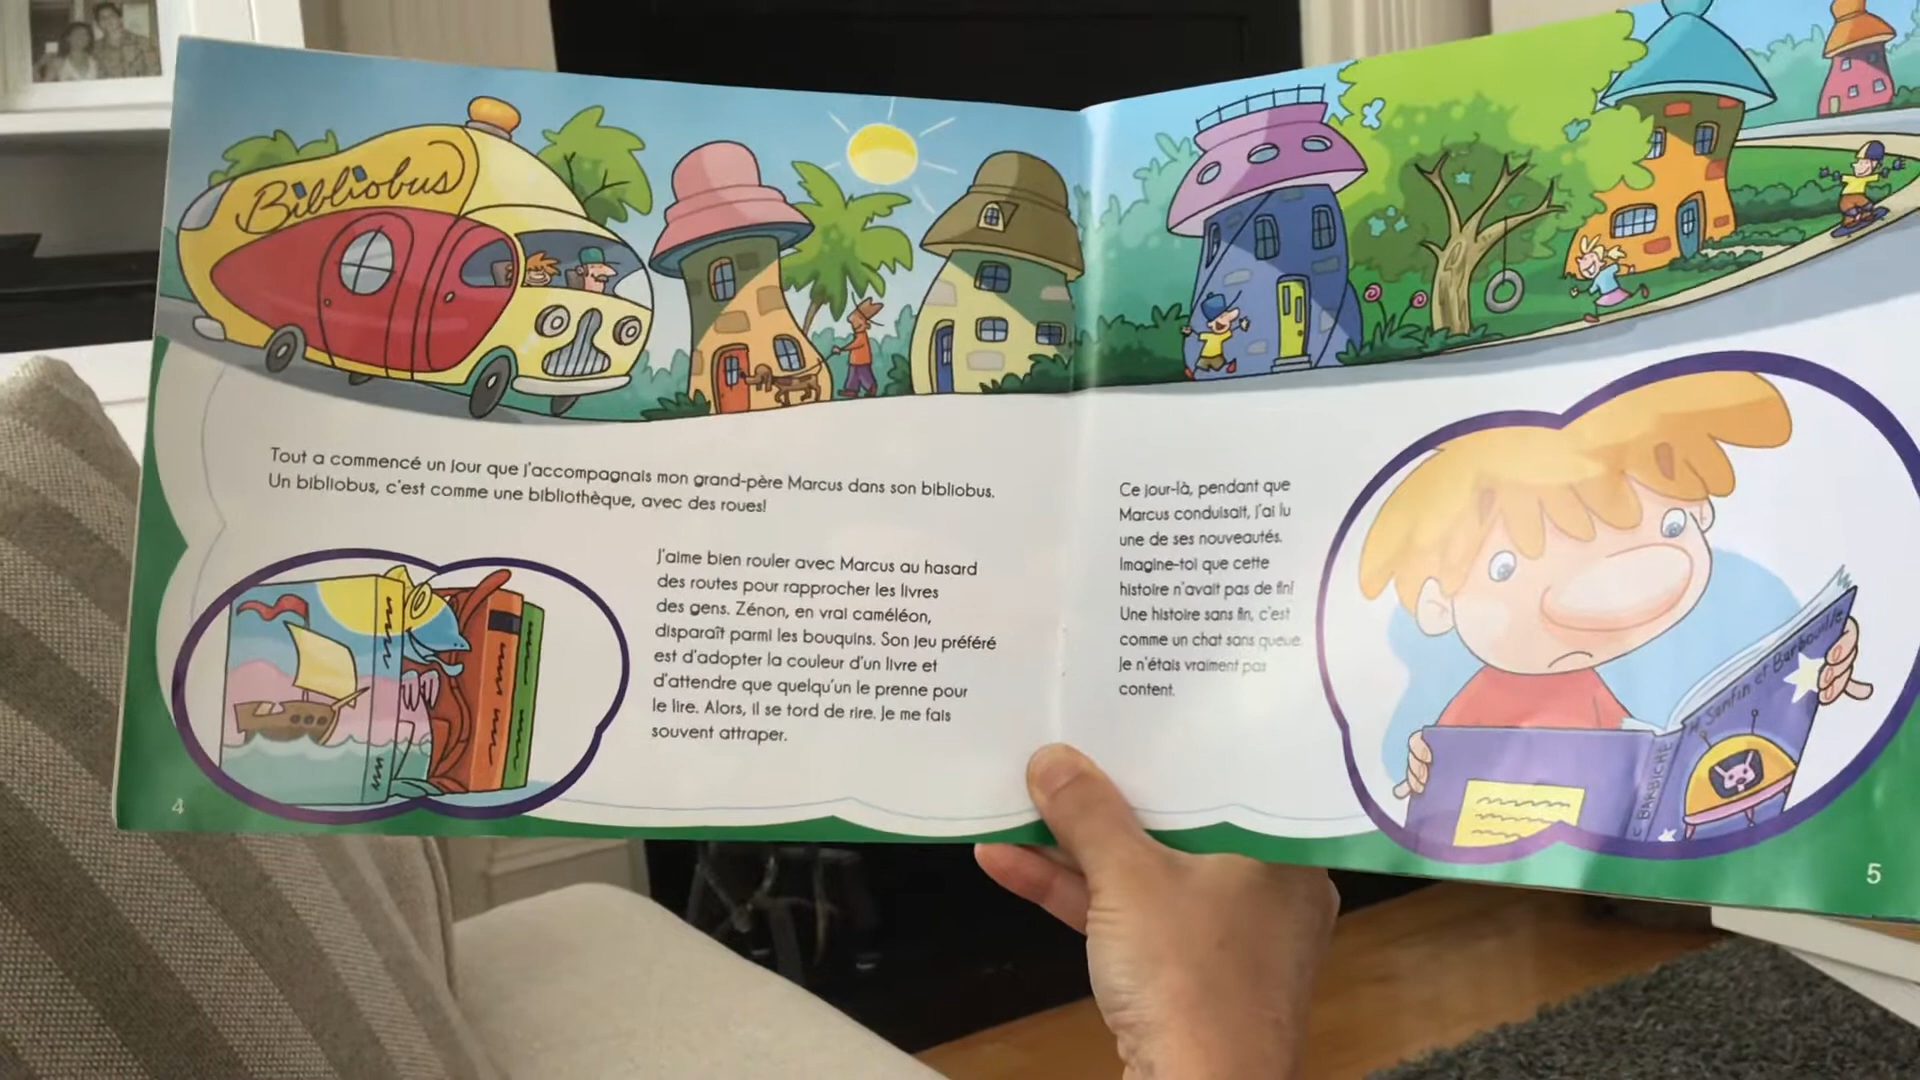 Bibliobus
Tout a commencé un jour que j'accompagnais mon grand-père Marcus dans son bibliobus.
Un bibliobus, c'est comme une bibliothèque, avec des roues!
J'aime bien rouler avec Marcus au hasard
des routes pour rapprocher les livres
des gens. Zénon, en vrai caméléon,
disparaît parmi les bouquins. Son jeu préféré
est d'adopter la couleur d'un livre et
d'attendre que quelqu'un le prenne pour
le lire. Alors, il se tord de rire. Je me fais
souvent attraper.
4
Ce jour-là, pendant que
Marcus conduisait, j'ai lu
une de ses nouveautés.
Imagine-toi que cette
histoire n'avait pas de fin!
Une histoire sans fin, c'est
comme un chat sans queue.
Je n'étais vraiment pas
content.
M. Sanfin et Barbouille
BARBICHE
5